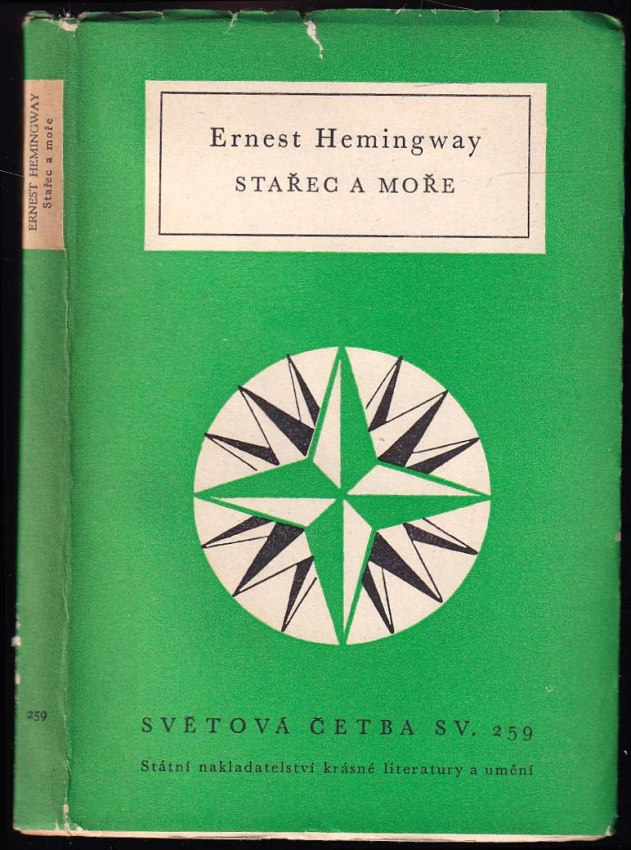 ERNEST HEMINGWAY
Stařec a moře
259
Ernest Hemingway
STAŘEC A MOŘE
SVĚTOVÁ ČETBA SV. 259
Státní nakladatelství krásné literatury a umění